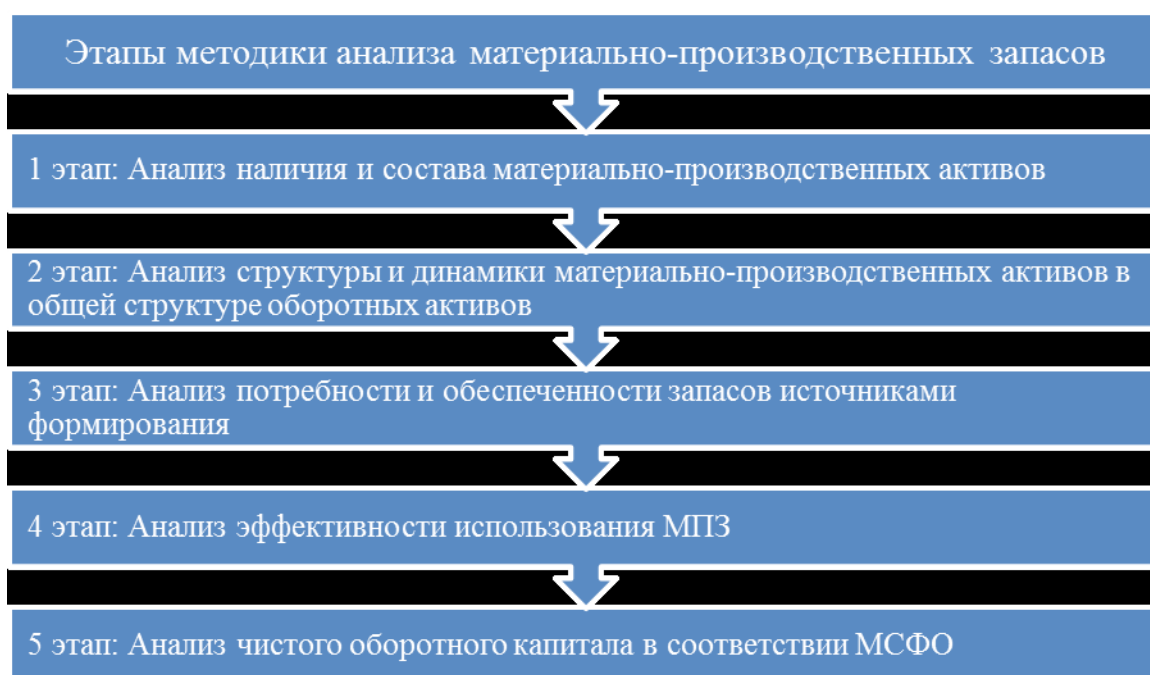 Этапы методики анализа материально-производственных запасов
1 этап: Анализ наличия и состава материально-производственных активов
2 этап: Анализ структуры и динамики материально-производственных активов в
общей структуре оборотных активов
3 этап: Анализ потребности и обеспеченности запасов источниками
формирования
4 этап: Анализ эффективности использования МПЗ
5 этап: Анализ чистого оборотного капитала в соответствии МСФО